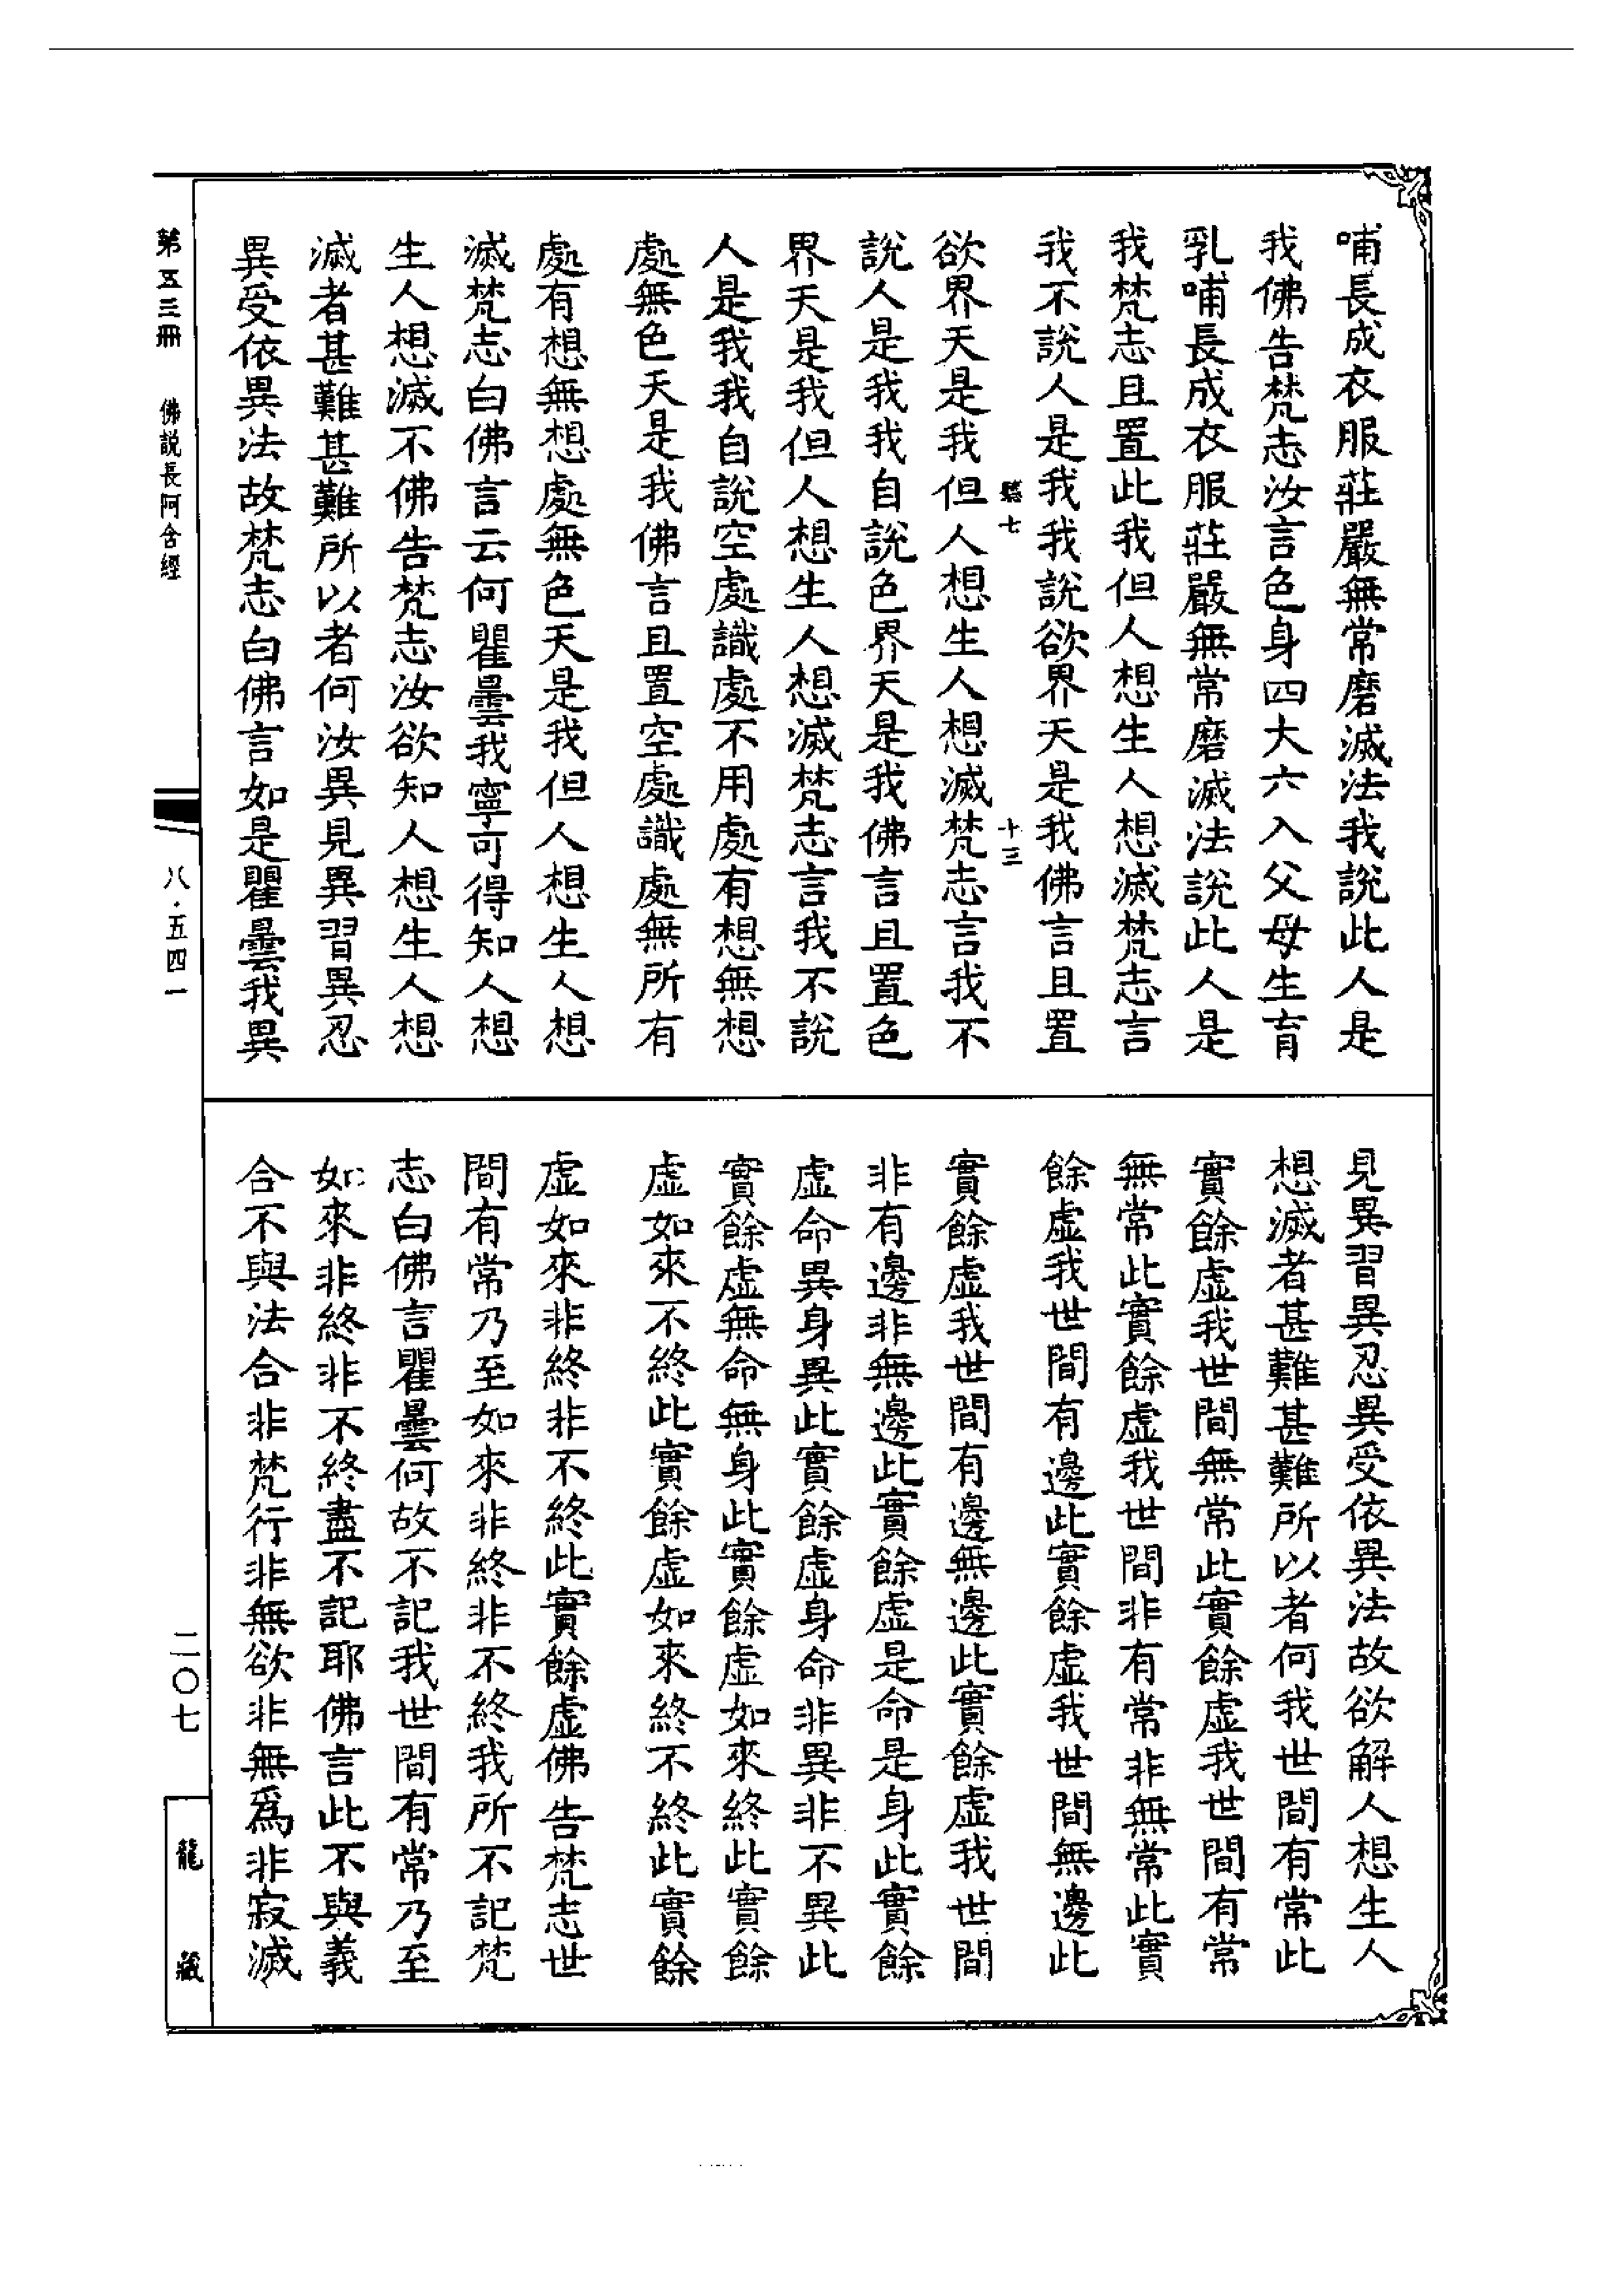 哺長成衣服莊嚴無常磨滅法我說此人是
我佛告梵志汝言色身四大六入父母生育
乳哺長成衣服莊嚴無常磨滅法說此人是
我梵志且置此我但人想生人想滅梵志言
我不說人是我我說欲界天是我佛言且置
七
十三
欲界天是我但人想生人想滅梵志言我不
說人是我我自說色界天是我佛言且置色
界天是我但人想生人想滅梵志言我不說
人是我我自說空處識處不用處有想無想
處無色天是我佛言且置空處識處無所有
處有想無想處無色天是我但人想生人想
滅梵志白佛言云何瞿曇我寧可得知人想
生人想滅不佛告梵志汝欲知人想生人想
滅者甚難甚難所以者何汝異見異習異忍
異受依異法故梵志白佛言如是瞿曇我異
見異習異忍異受依異法故欲解人想生人
想滅者甚難甚難所以者何我世間有常此
實餘虛我世間無常此實餘虛我世間有常
無常此實餘虛我世間非有常非無常此實
餘虛我世間有邊此實餘虛我世間無邊此
實餘虛我世間有邊無邊此實餘虛我世間
非有邊非無邊此實餘虛是命是身此實餘
虛命異身異此實餘虛身命非異非不異此
實餘虛無命無身此實餘虛如來終此實餘
虛如來不終此實餘虛如來終不終此實餘
虛如來非終非不終此實餘虛佛告梵志世
間有常乃至如來非終非不終我所不記梵
志白佛言瞿曇何故不記我世間有常乃至
如來非終非不終盡不記耶佛言此不與義
合不與法合非梵行非無欲非無爲非寂滅
第五三冊
佛説長阿含經
八·五四一
二〇七
龍藏